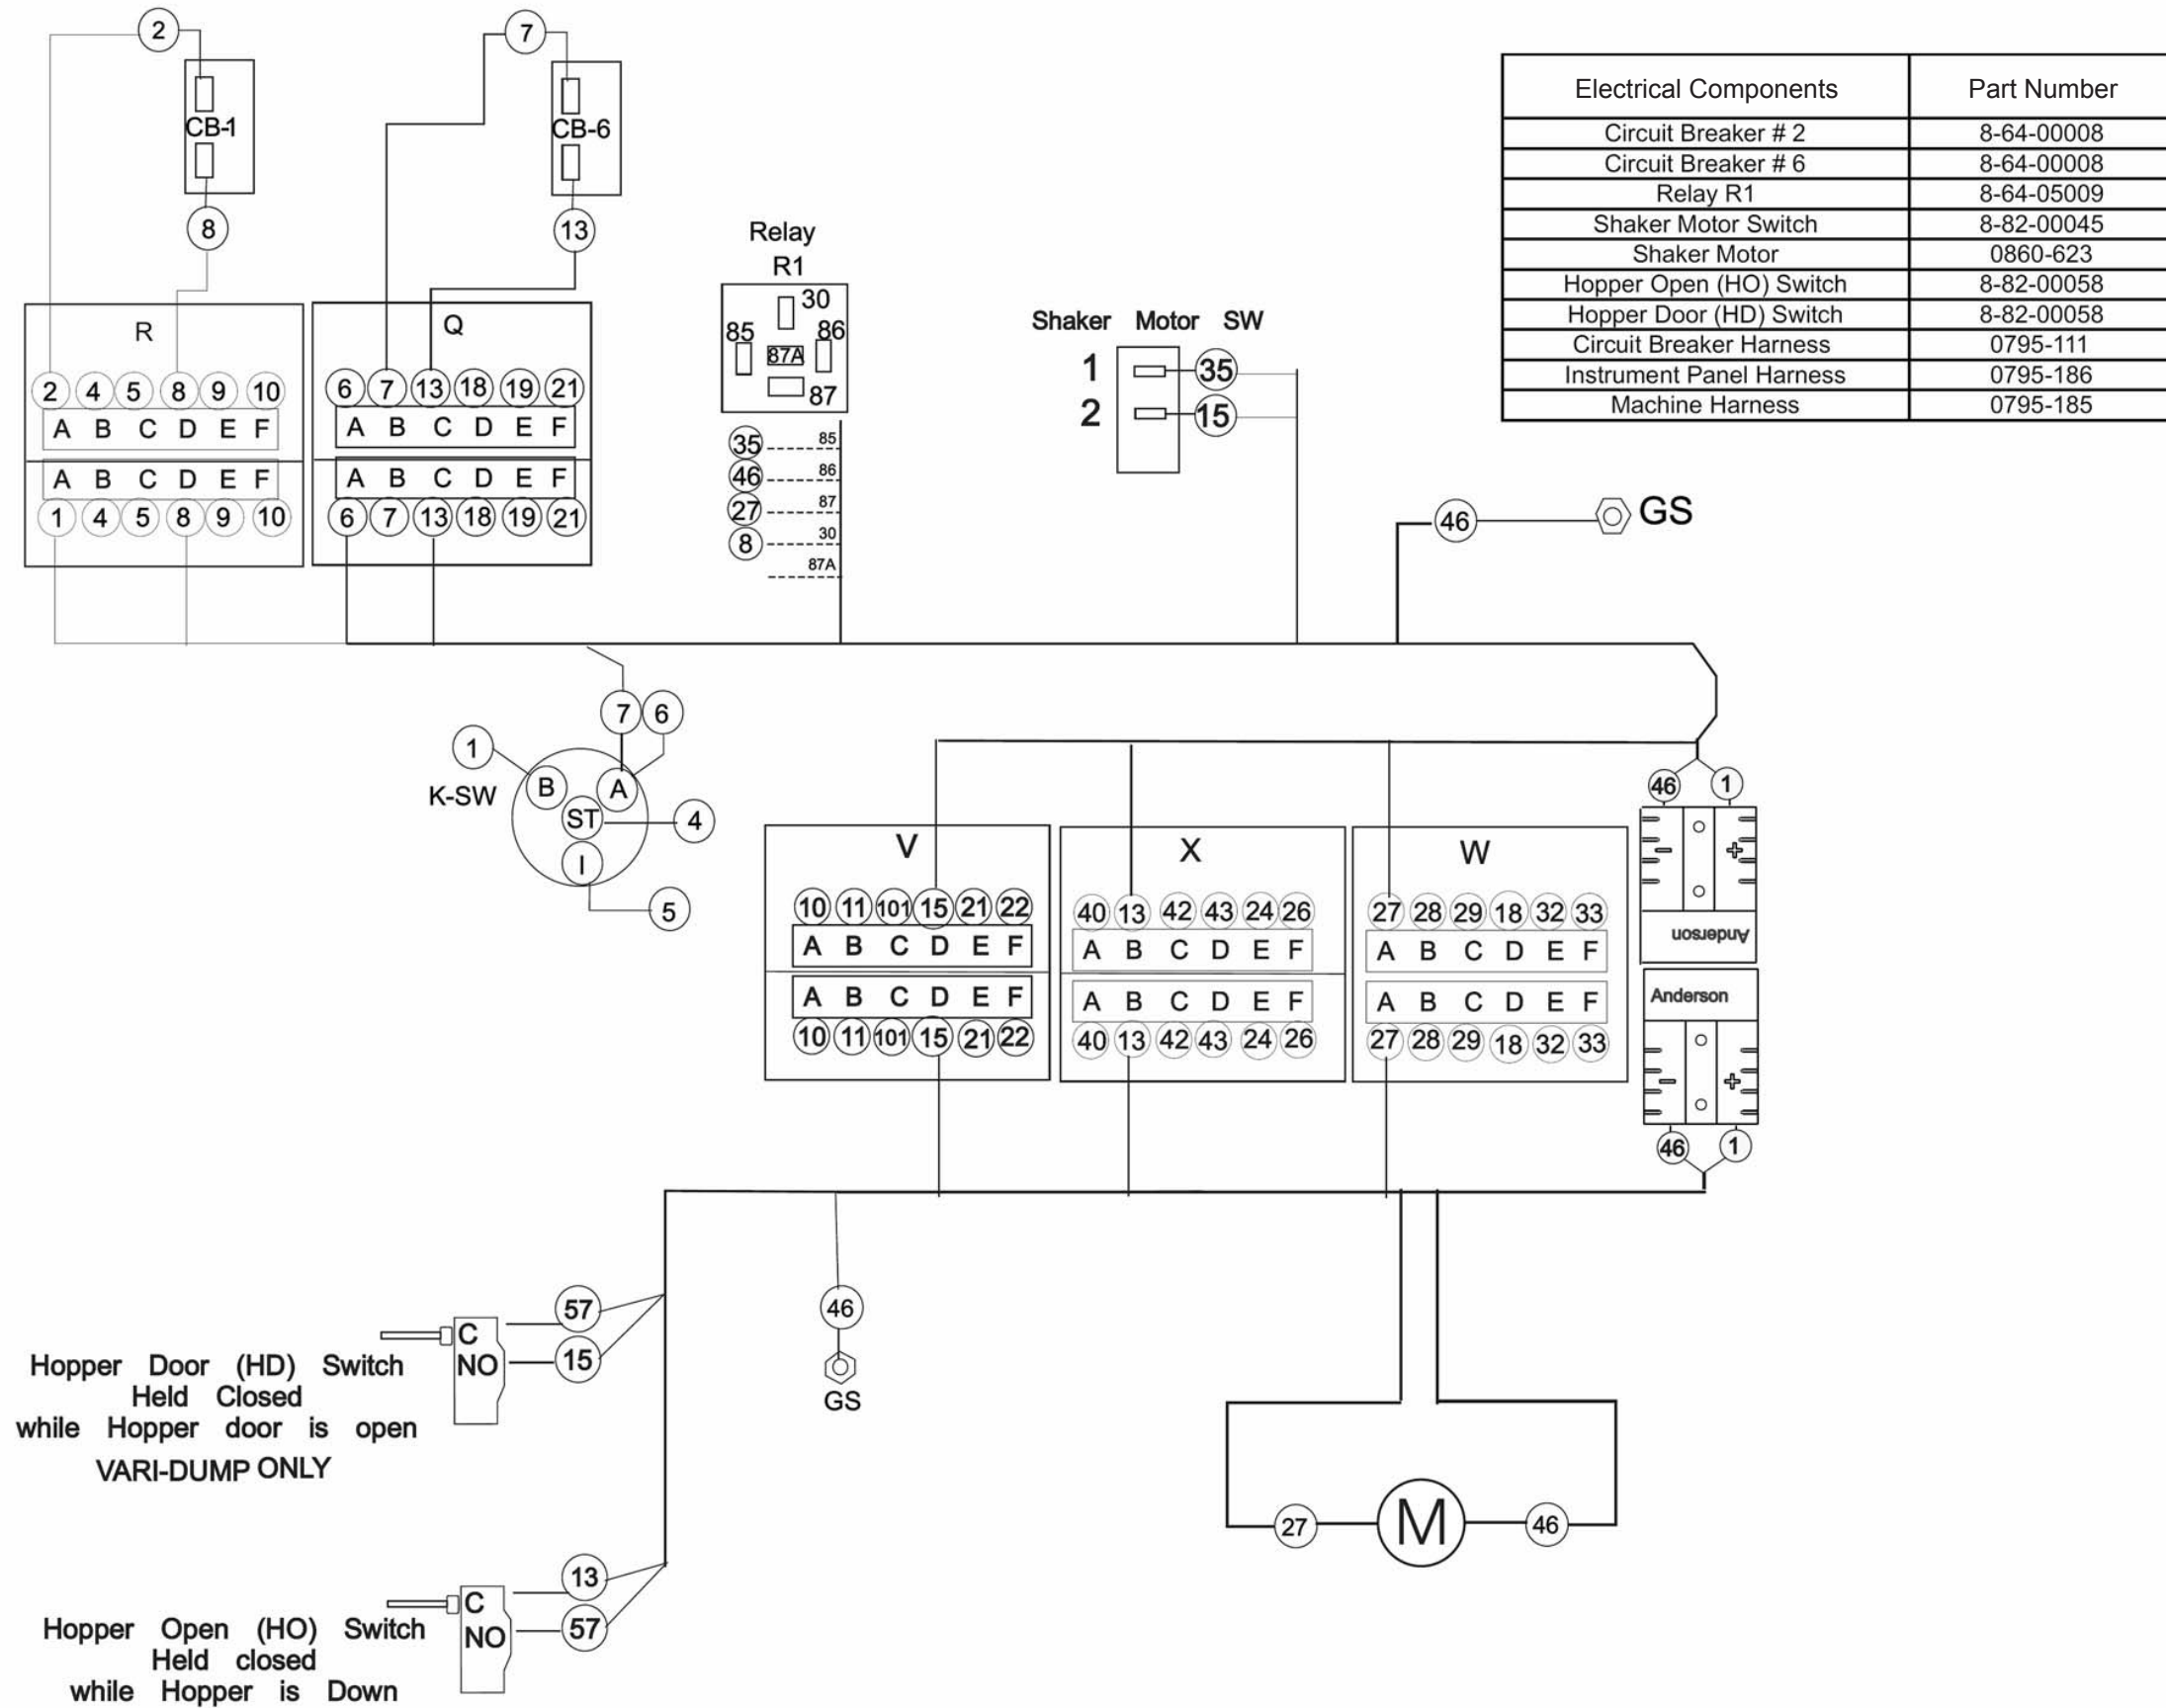 2
7
CB-1
CB-6
8
13
Electrical Components Part Number
Circuit Breaker # 2 8-64-00008
Circuit Breaker # 6 8-64-00008
Relay R1 8-64-05009
Shaker Motor Switch 8-82-00045
Shaker Motor 0860-623
Hopper Open (HO) Switch 8-82-00058
Hopper Door (HD) Switch 8-82-00058
Circuit Breaker Harness 0795-111
Instrument Panel Harness 0795-186
Machine Harness 0795-185
R
2 4 5 8 9 10
A B C D E F
A B C D E F
1 4 5 8 9 10
Q
6 7 13 18 19 21
A B C D E F
A B C D E F
6 7 13 18 19 21
Relay
R1
30
85 86
87A
87
35 85
46 86
27 87
8 30
87A
Shaker Motor SW
1 35
2 15
46 GS
7 6
1
K-SW B A
ST 4
I
5
V
10 11 101 15 21 22
A B C D E F
A B C D E F
10 11 101 15 21 22
X
40 13 42 43 24 26
A B C D E F
A B C D E F
40 13 42 43 24 26
W
27 28 29 18 32 33
A B C D E F
A B C D E F
27 28 29 18 32 33
46 1
− +
Anderson
Anderson
− +
46 1
C 57
NO 15
Hopper Door (HD) Switch
Held Closed
while Hopper door is open
VARI-DUMP ONLY
46
GS
27 M 46
C 13
NO 57
Hopper Open (HO) Switch
Held closed
while Hopper is Down